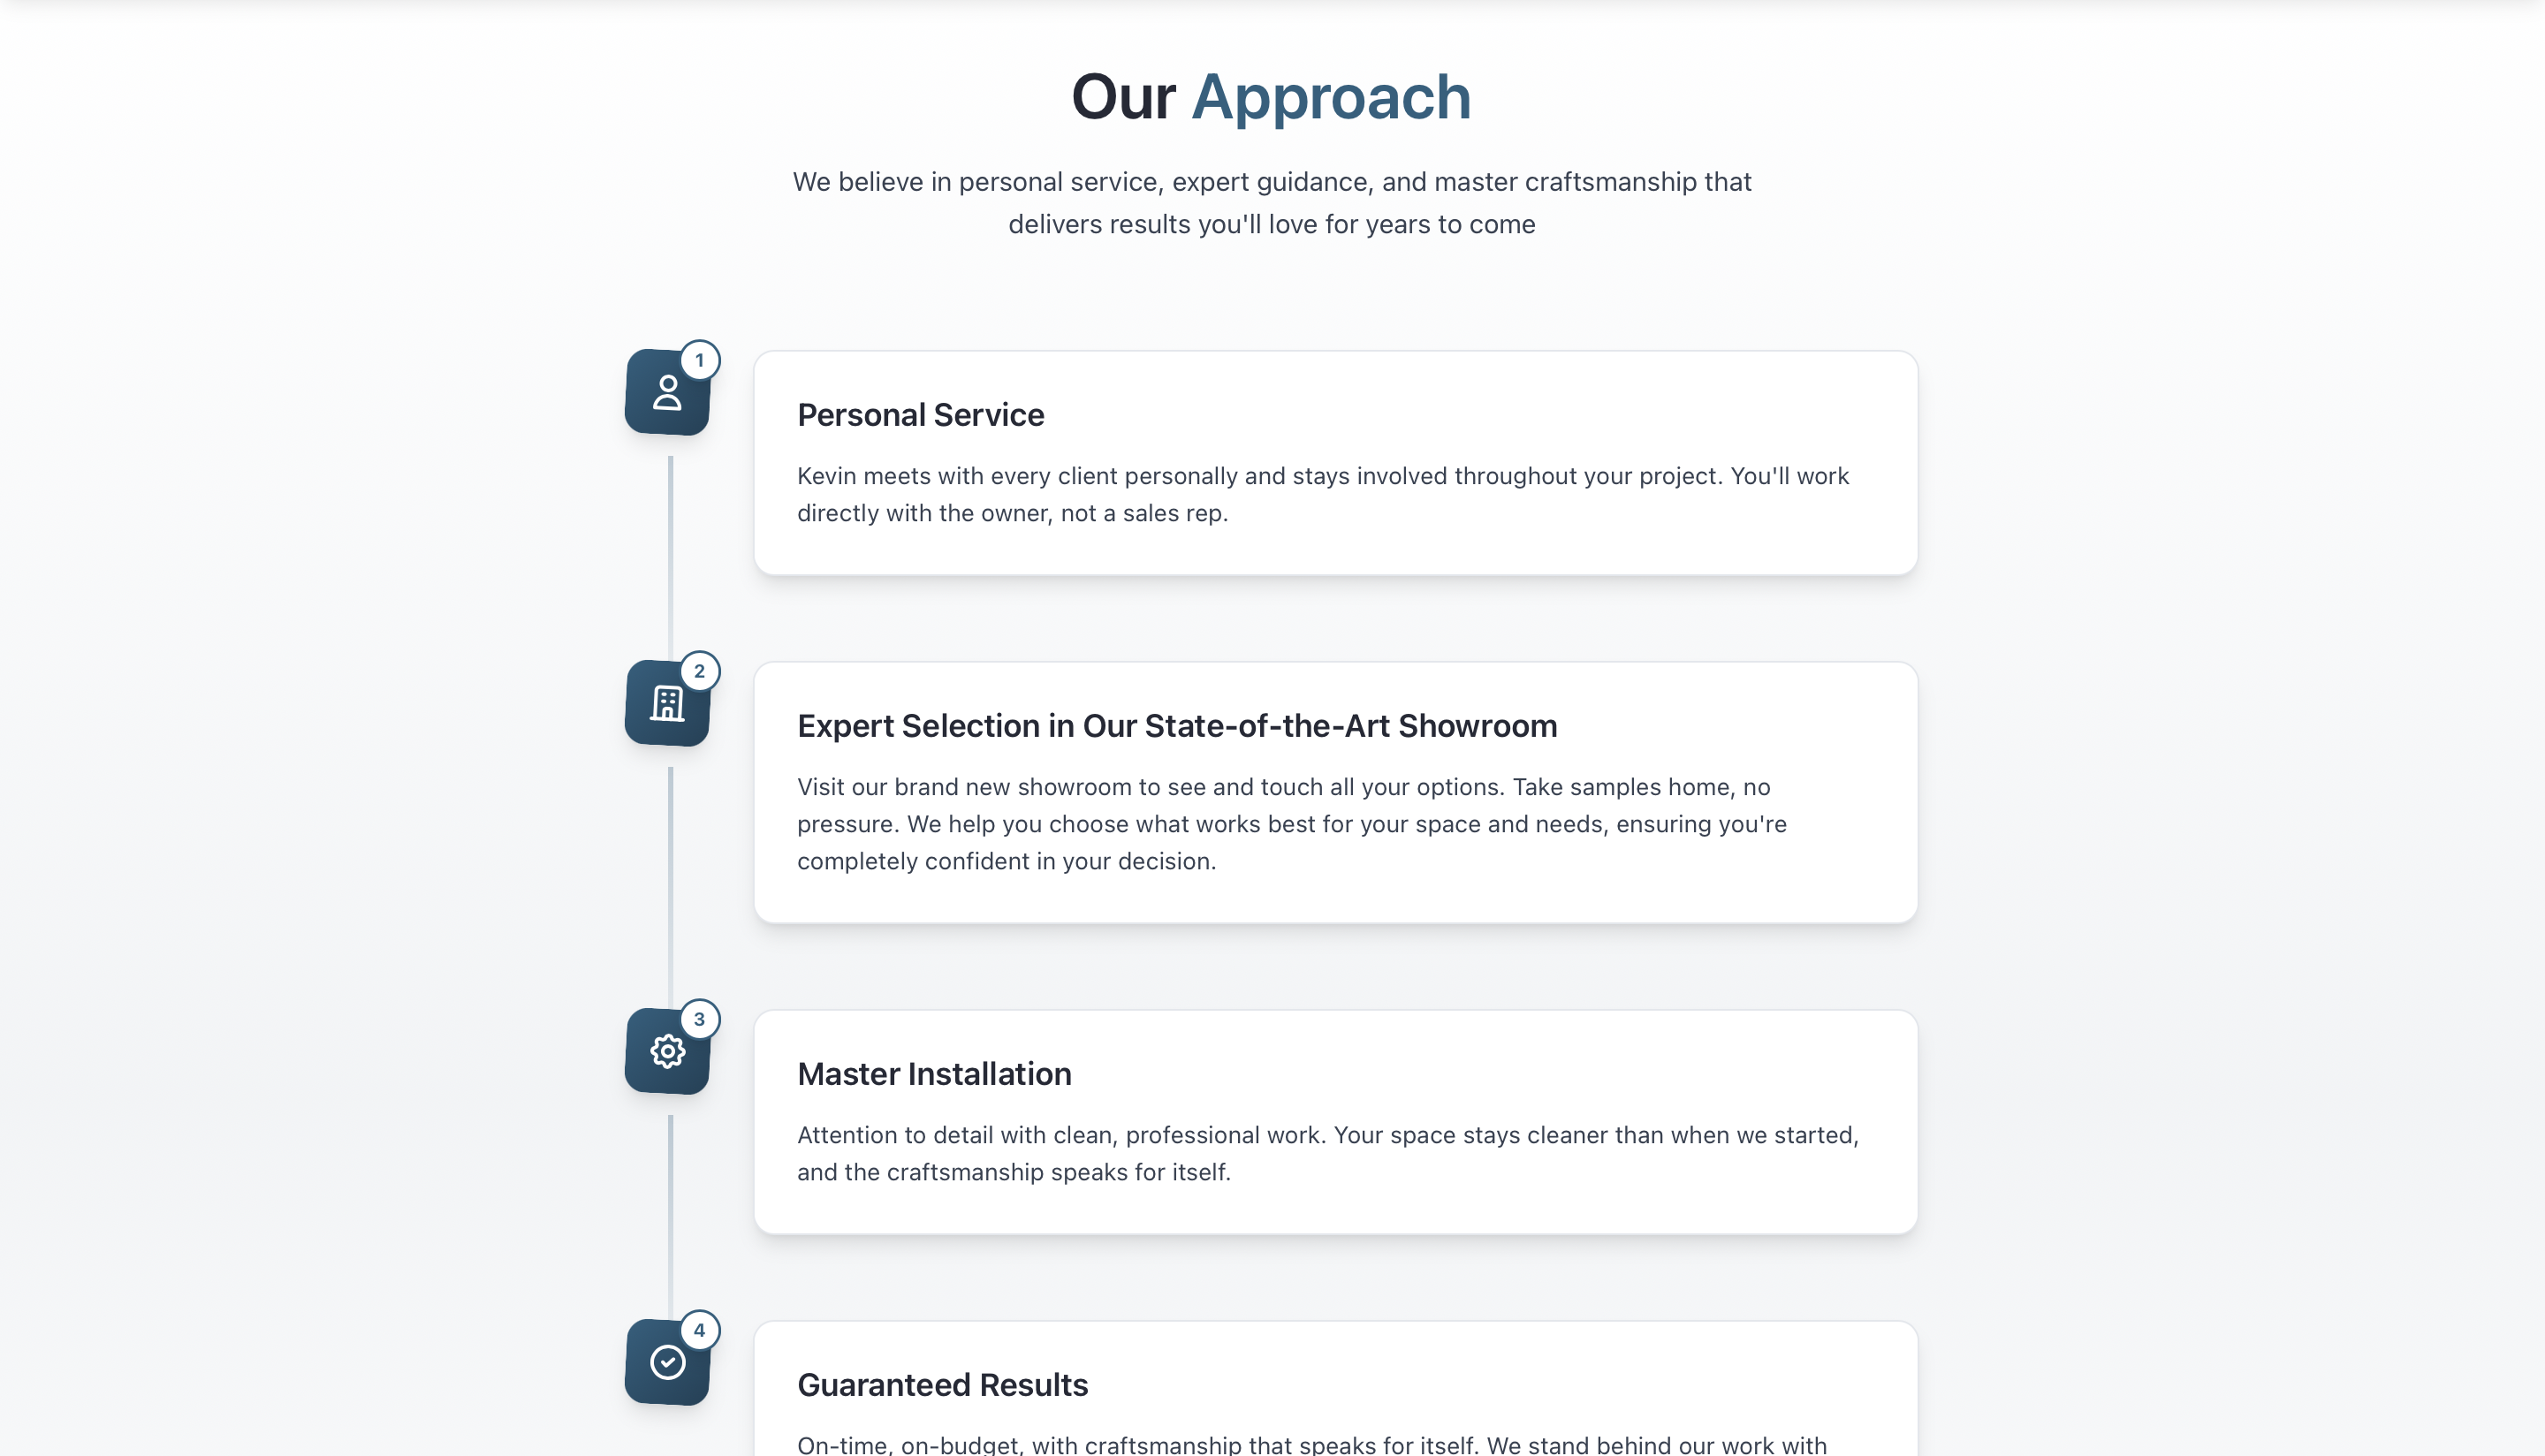 Our Approach
We believe in personal service, expert guidance, and master craftsmanship that
delivers results you'll love for years to come
1
Personal Service
Kevin meets with every client personally and stays involved throughout your project. You'll work
directly with the owner, not a sales rep.
2
Expert Selection in Our State-of-the-Art Showroom
Visit our brand new showroom to see and touch all your options. Take samples home, no
pressure. We help you choose what works best for your space and needs, ensuring you're
completely confident in your decision.
3
Master Installation
Attention to detail with clean, professional work. Your space stays cleaner than when we started,
and the craftsmanship speaks for itself.
4
Guaranteed Results
On-time, on-budget, with craftsmanship that speaks for itself. We stand behind our work with